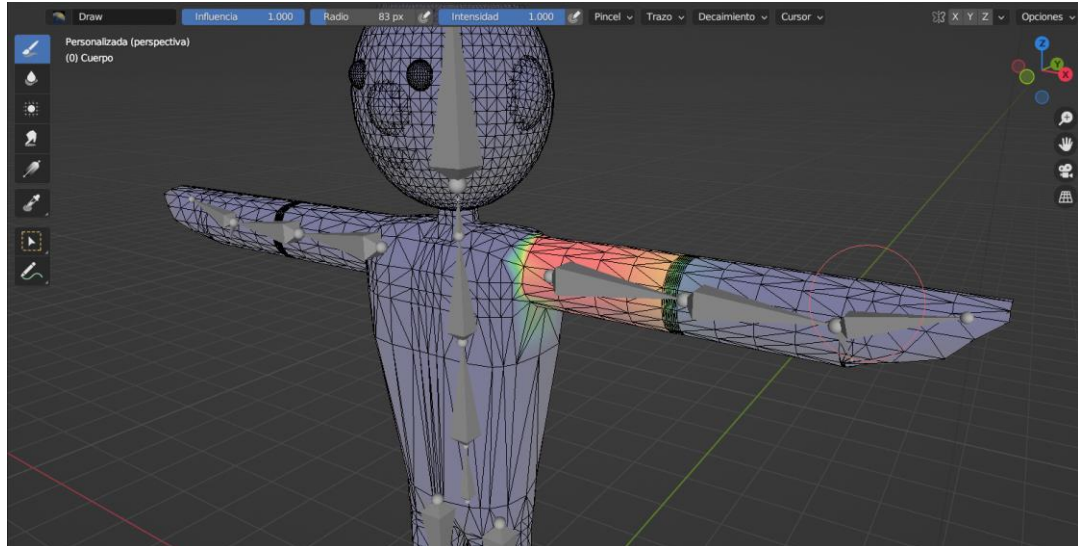 Draw Influencia 1.000 Radio 83 px Intensidad 1.000 Pincel Trazo Decaimiento Cursor X Y Z Opciones
Personalizada (perspectiva)
(0) Cuerpo
Z
Y
X